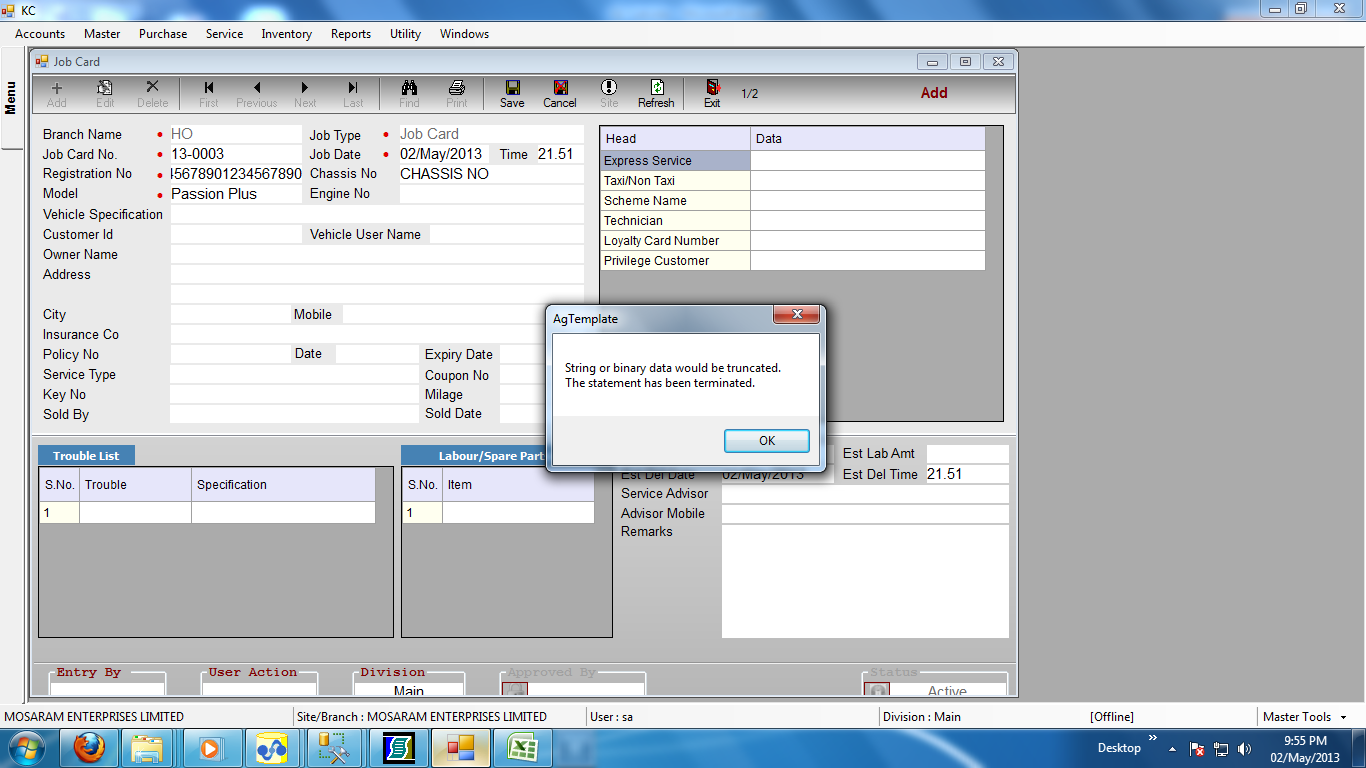 KC
Accounts Master Purchase Service Inventory Reports Utility Windows
Menu
Job Card
Add Edit Delete First Previous Next Last Find Print Save Cancel Site Refresh Exit 1/2 Add
Branch Name HO Job Type Job Card
Job Card No. 13-0003 Job Date 02/May/2013 Time 21.51
Registration No 45678901234567890 Chassis No CHASSIS NO
Model Passion Plus Engine No
Vehicle Specification
Customer Id Vehicle User Name
Owner Name
Address
City Mobile
Insurance Co
Policy No Date Expiry Date
Service Type Coupon No
Key No Milage
Sold By Sold Date
Head Data
Express Service
Taxi/Non Taxi
Scheme Name
Technician
Loyalty Card Number
Privilege Customer
AgTemplate
String or binary data would be truncated.
The statement has been terminated.
OK
Trouble List
S.No. Trouble Specification
1
Labour/Spare Part
S.No. Item
1
Est Lab Amt
Est Del Date 02/May/2013 Est Del Time 21.51
Service Advisor
Advisor Mobile
Remarks
Entry By User Action Division Approved By Status
Main Active
MOSARAM ENTERPRISES LIMITED Site/Branch : MOSARAM ENTERPRISES LIMITED User : sa Division : Main [Offline] Master Tools
Desktop » 9:55 PM
02/May/2013